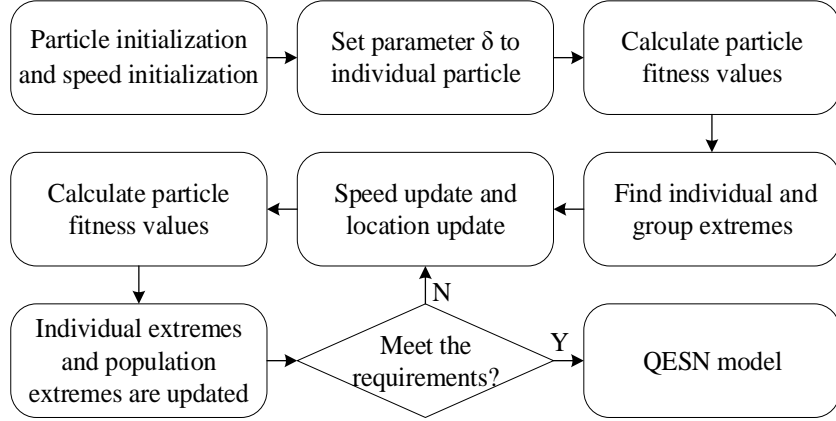 Particle initialization
and speed initialization
Set parameter δ to
individual particle
Calculate particle
fitness values
Calculate particle
fitness values
Speed update and
location update
Find individual and
group extremes
N
Individual extremes
and population
extremes are updated
Meet the
requirements?
Y
QESN model